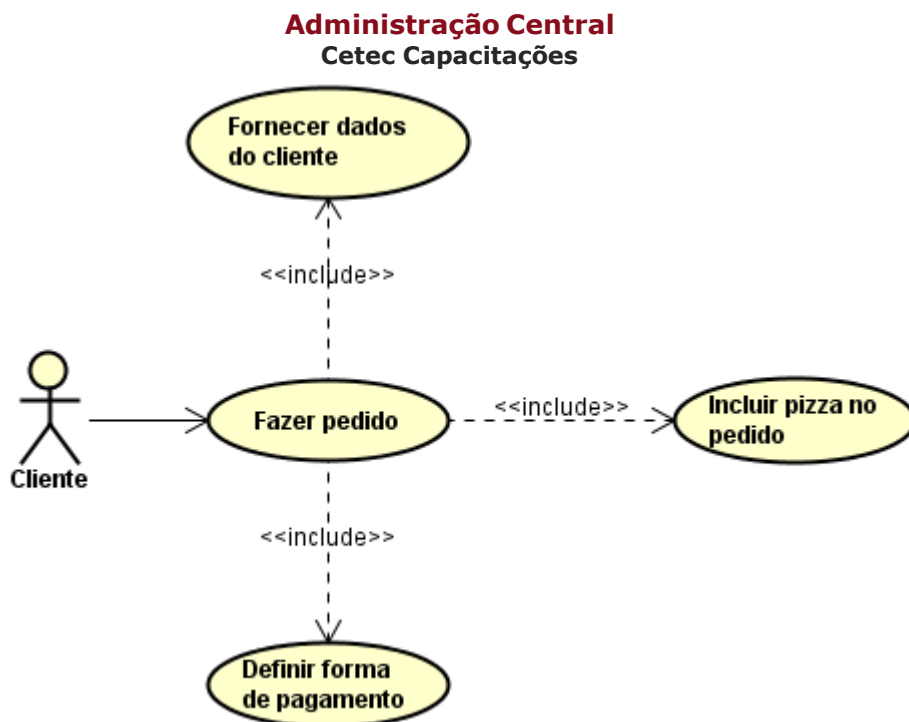 Administração Central
Cetec Capacitações
Fornecer dados
do cliente
<<include>>
Fazer pedido
<<include>>
Incluir pizza no
pedido
Cliente
<<include>>
Definir forma
de pagamento